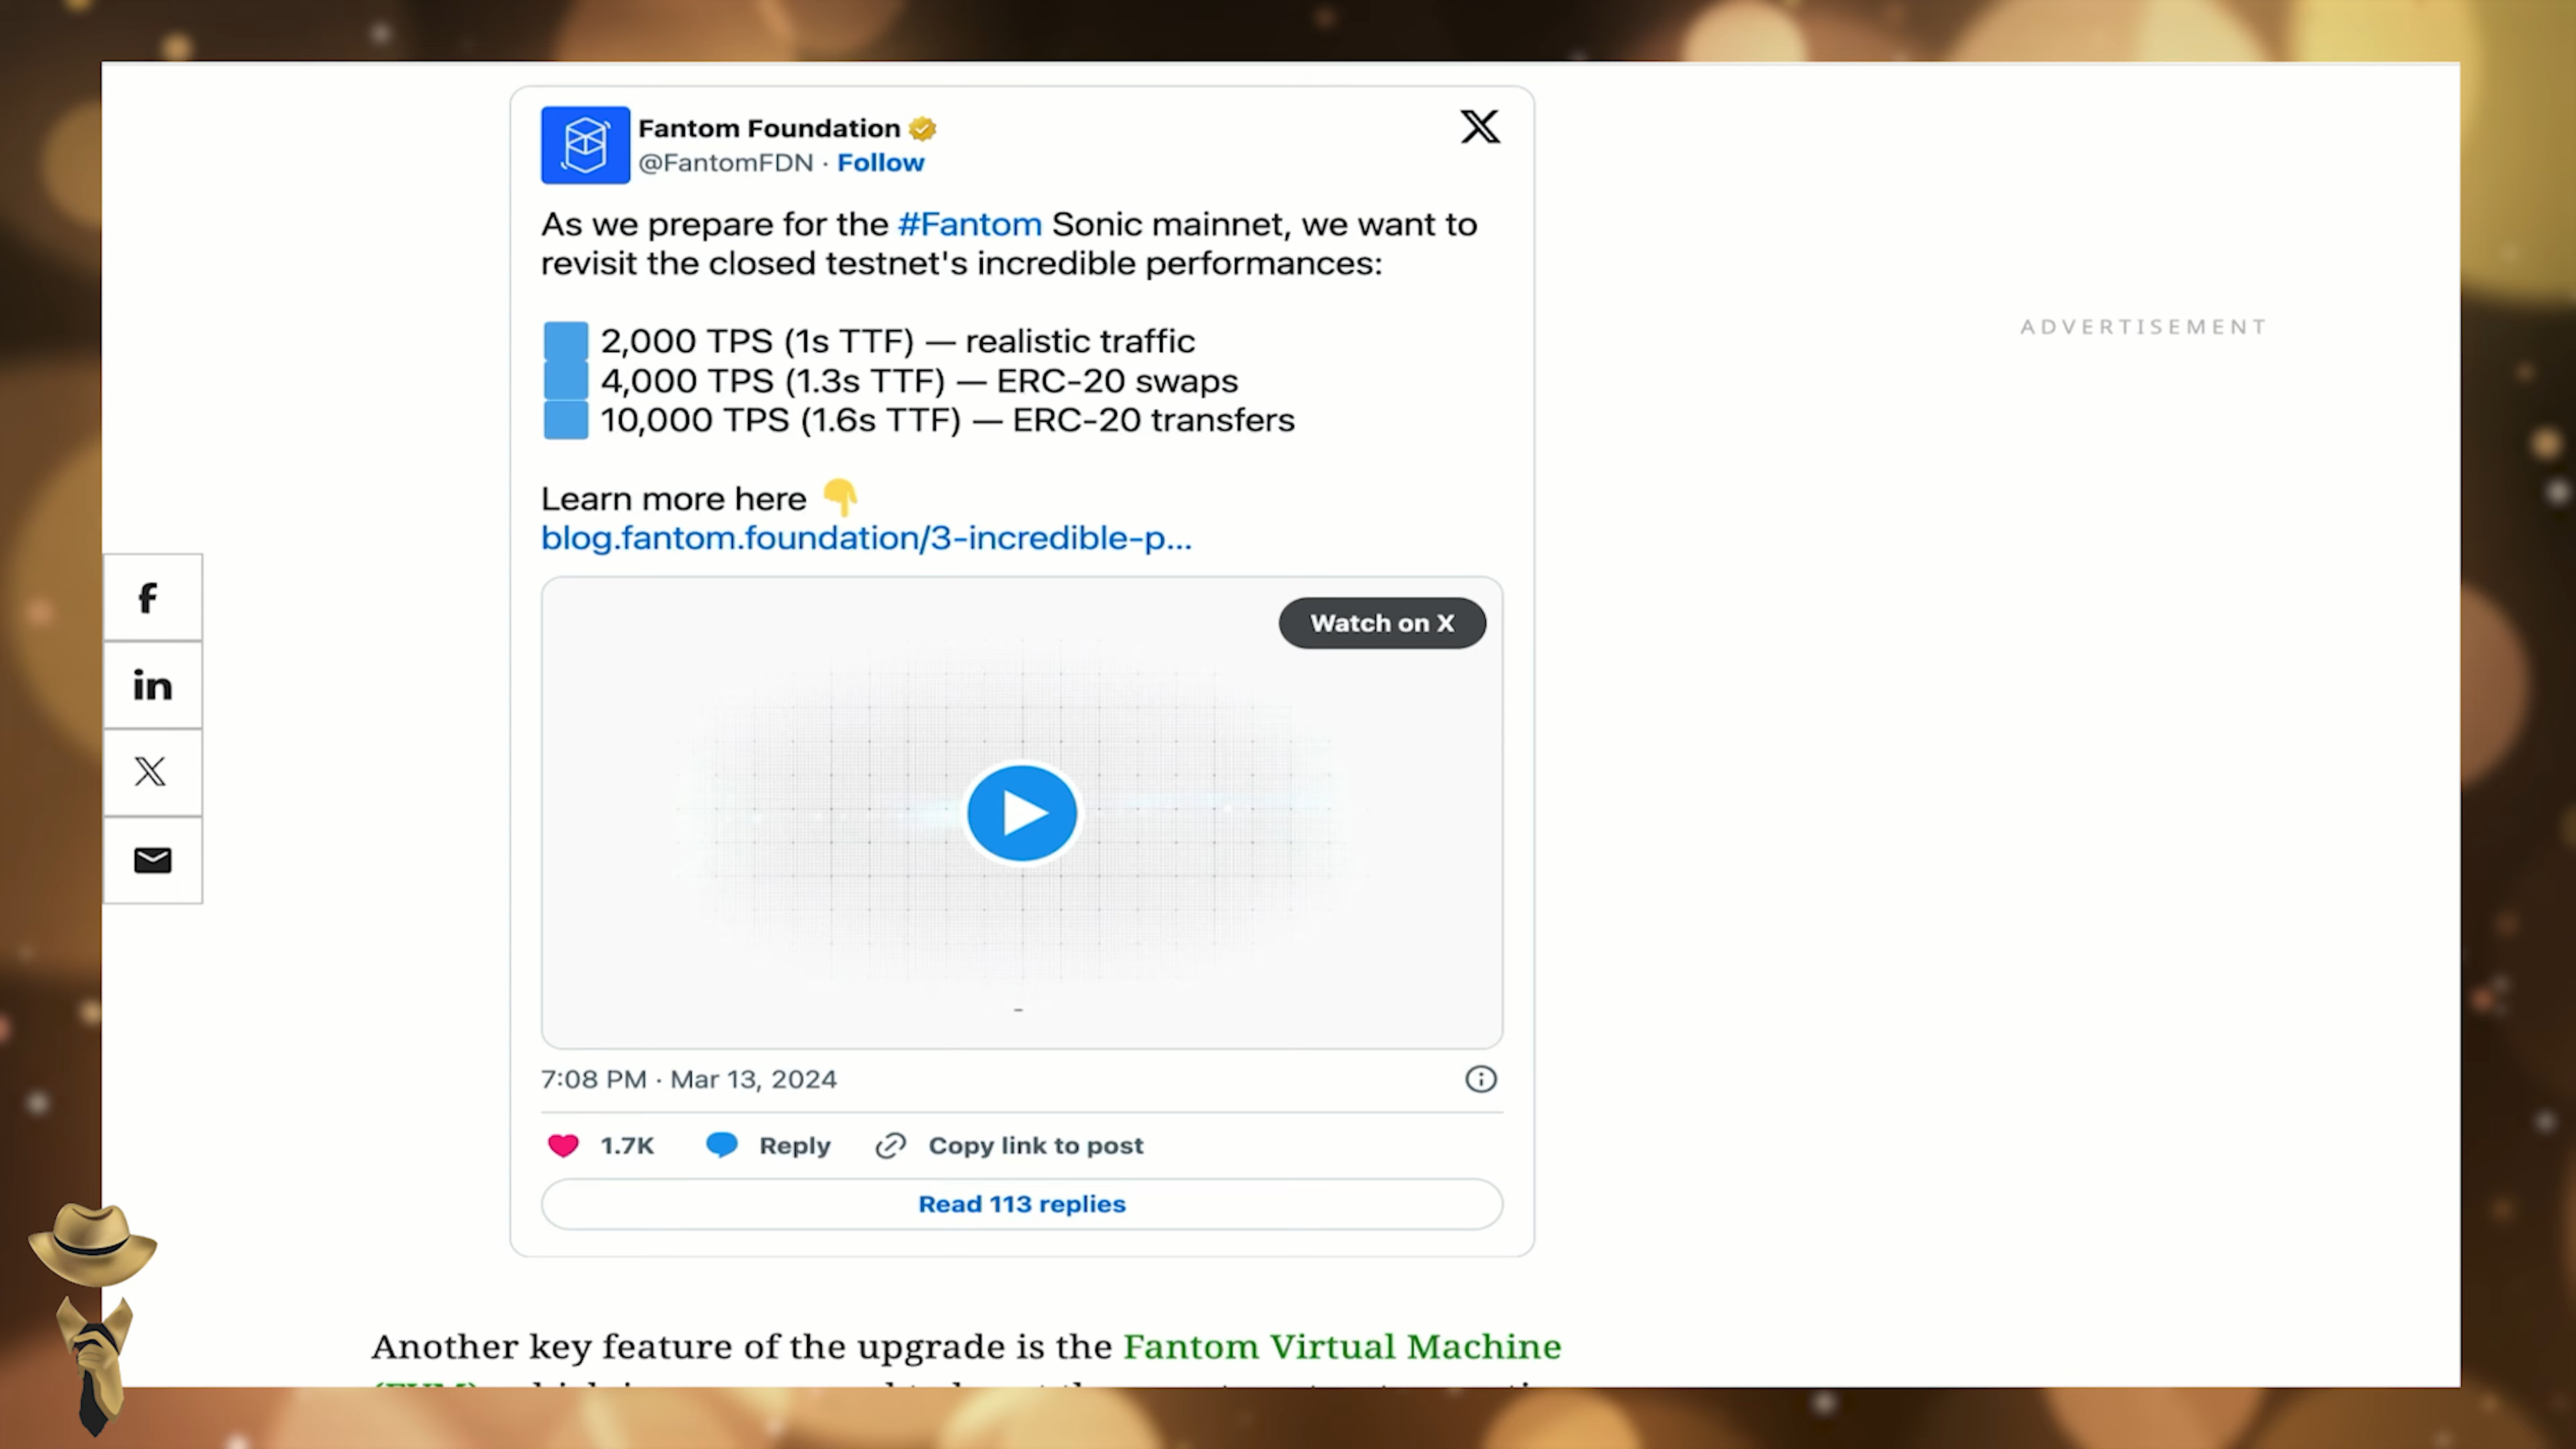 Fantom Foundation
@FantomFDN · Follow
As we prepare for the #Fantom Sonic mainnet, we want to
revisit the closed testnet's incredible performances:
2,000 TPS (1s TTF) — realistic traffic
4,000 TPS (1.3s TTF) — ERC-20 swaps
10,000 TPS (1.6s TTF) — ERC-20 transfers
Learn more here 👇
blog.fantom.foundation/3-incredible-p...
Watch on X
7:08 PM · Mar 13, 2024
1.7K Reply Copy link to post
Read 113 replies
ADVERTISEMENT
Another key feature of the upgrade is the Fantom Virtual Machine